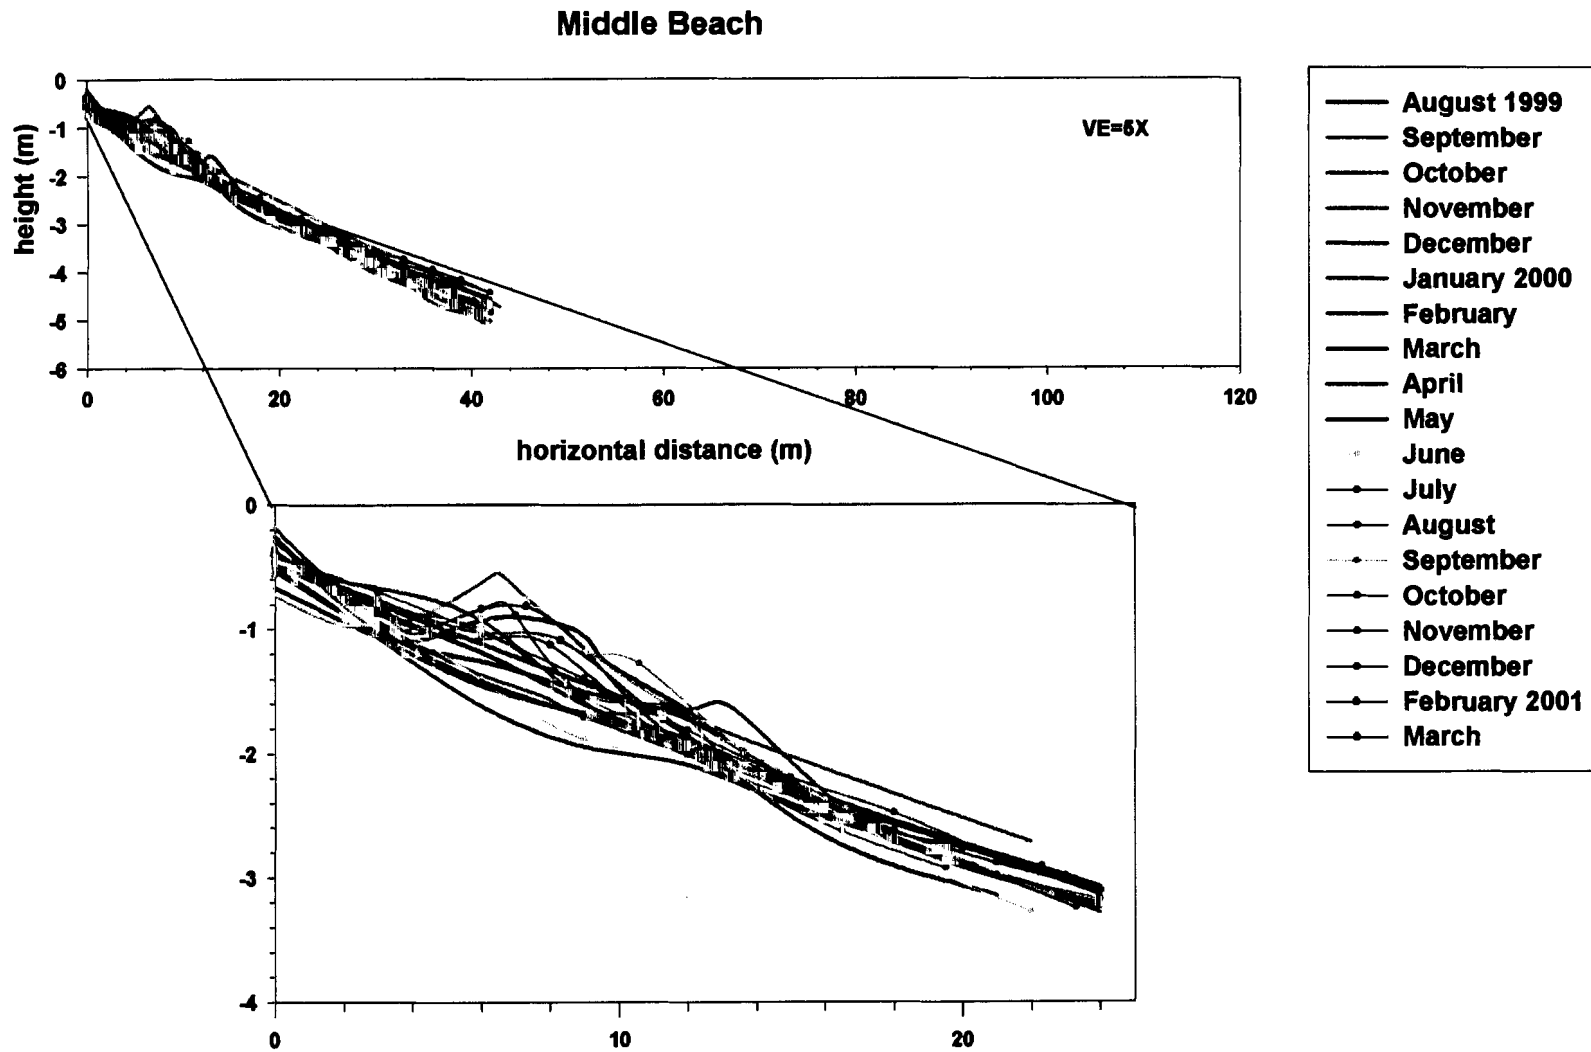 Middle Beach
0
-1
-2
-3
-4
-5
-6
height (m)
VE=5X
0
20
40
60
80
100
120
horizontal distance (m)
0
-1
-2
-3
-4
0
10
20
August 1999
September
October
November
December
January 2000
February
March
April
May
June
July
August
September
October
November
December
February 2001
March